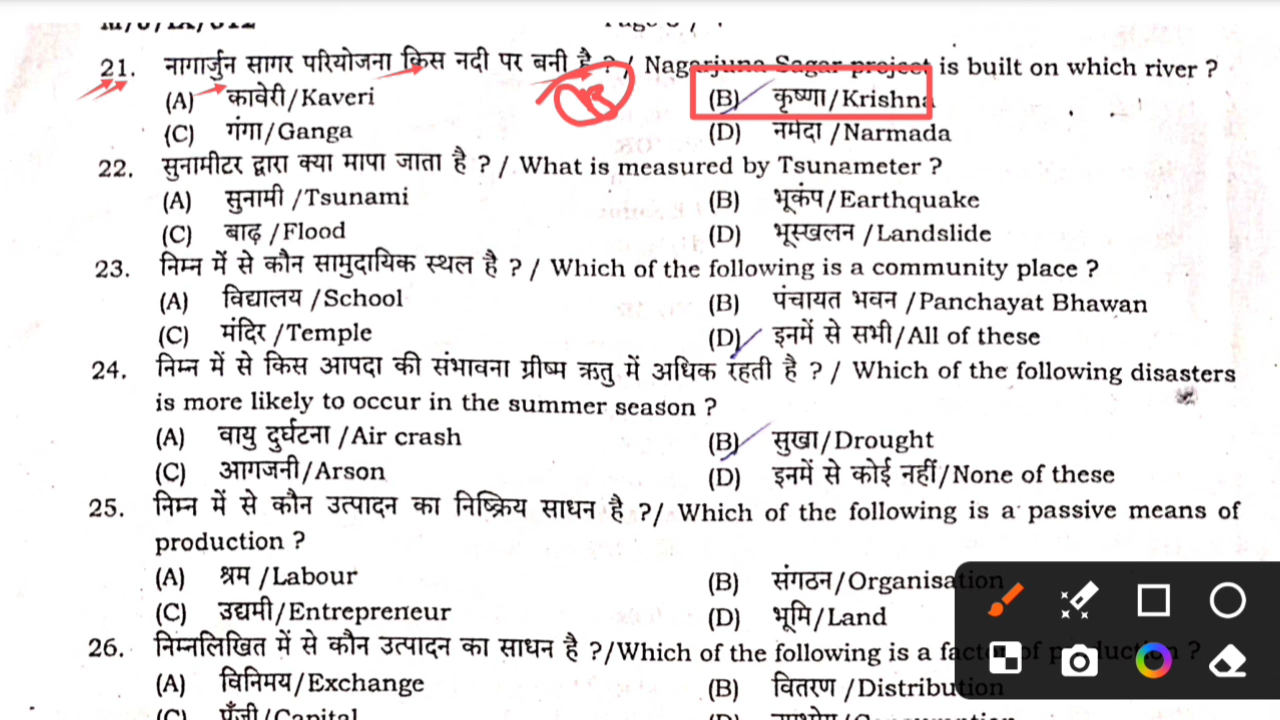 21. नागार्जुन सागर परियोजना किस नदी पर बनी है ? / Nagarjuna Sagar project is built on which river ?
(A) कावेरी/Kaveri (B) कृष्णा/Krishna
(C) गंगा/Ganga (D) नर्मदा/Narmada
22. सुनामीटर द्वारा क्या मापा जाता है ? / What is measured by Tsunameter ?
(A) सुनामी /Tsunami (B) भूकंप/Earthquake
(C) बाढ़ /Flood (D) भूस्खलन /Landslide
23. निम्न में से कौन सामुदायिक स्थल है ? / Which of the following is a community place ?
(A) विद्यालय /School (B) पंचायत भवन /Panchayat Bhawan
(C) मंदिर /Temple (D) इनमें से सभी/All of these
24. निम्न में से किस आपदा की संभावना ग्रीष्म ऋतु में अधिक रहती है ? / Which of the following disasters
is more likely to occur in the summer season ?
(A) वायु दुर्घटना /Air crash (B) सुखा/Drought
(C) आगजनी/Arson (D) इनमें से कोई नहीं/None of these
25. निम्न में से कौन उत्पादन का निष्क्रिय साधन है ?/ Which of the following is a passive means of
production ?
(A) श्रम /Labour (B) संगठन/Organisation
(C) उद्यमी/Entrepreneur (D) भूमि/Land
26. निम्नलिखित में से कौन उत्पादन का साधन है ?/Which of the following is a factor of production ?
(A) विनिमय/Exchange (B) वितरण /Distribution
(C) पूँजी/Capital